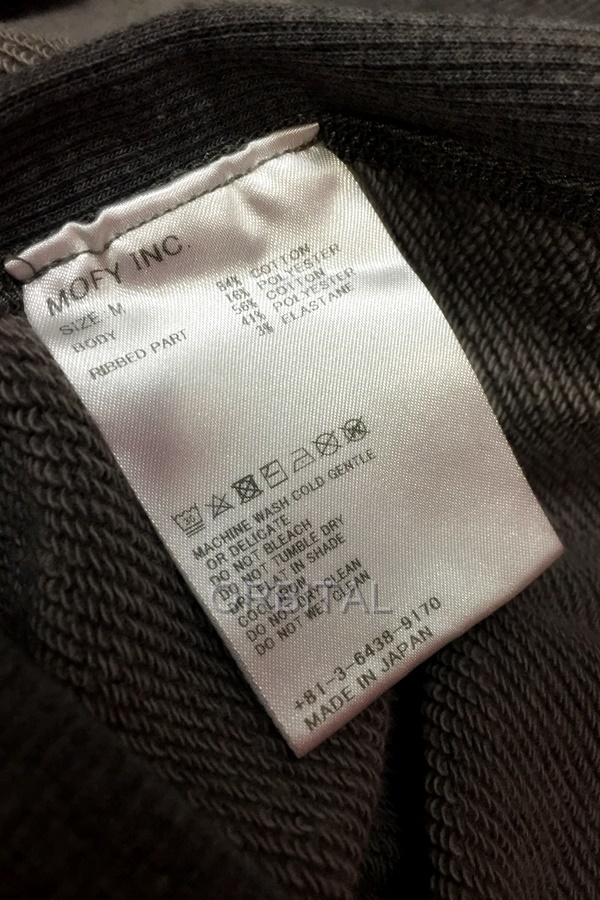 MOFY INC.
SIZE M
BODY 84% COTTON
16% POLYESTER
RIBBED PART 56% COTTON
41% POLYESTER
3% ELASTANE
30
MACHINE WASH COLD GENTLE
OR DELICATE
DO NOT BLEACH
DO NOT TUMBLE DRY
FLAT IN SHADE
COOL IRON
DO NOT DRY CLEAN
DO NOT WET CLEAN
ORBITAL
+81-3-6438-9170
MADE IN JAPAN